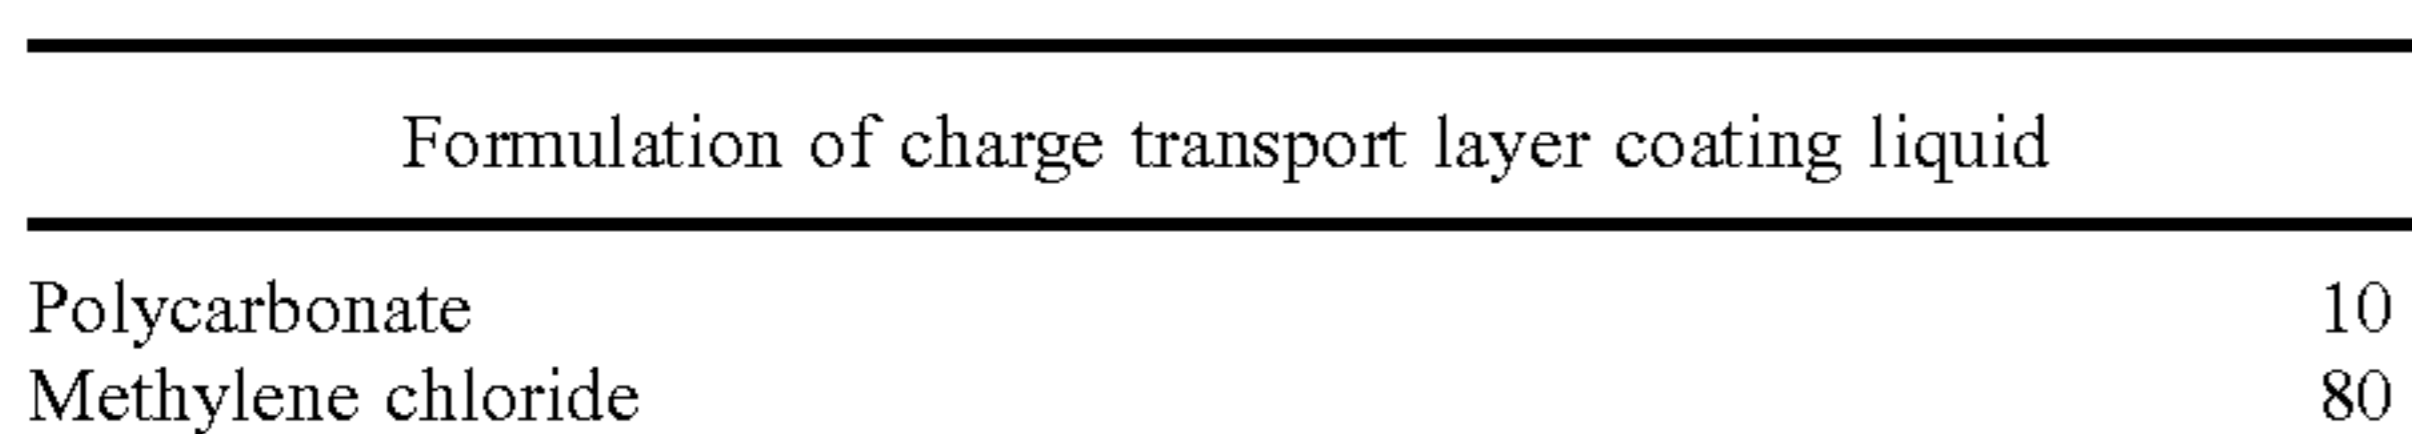 Formulation of charge transport layer coating liquid
Polycarbonate 10
Methylene chloride 80